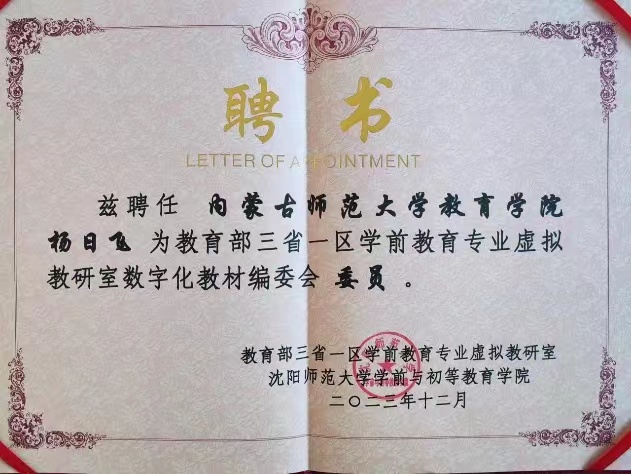 聘书
LETTER OF APPOINTMENT
兹聘任 内蒙古师范大学教育学院
杨日飞 为教育部三省一区学前教育专业虚拟
教研室数字化教材编委会 委员 。
教育部三省一区学前教育专业虚拟教研室
沈阳师范大学学前与初等教育学院
二〇二三年十二月